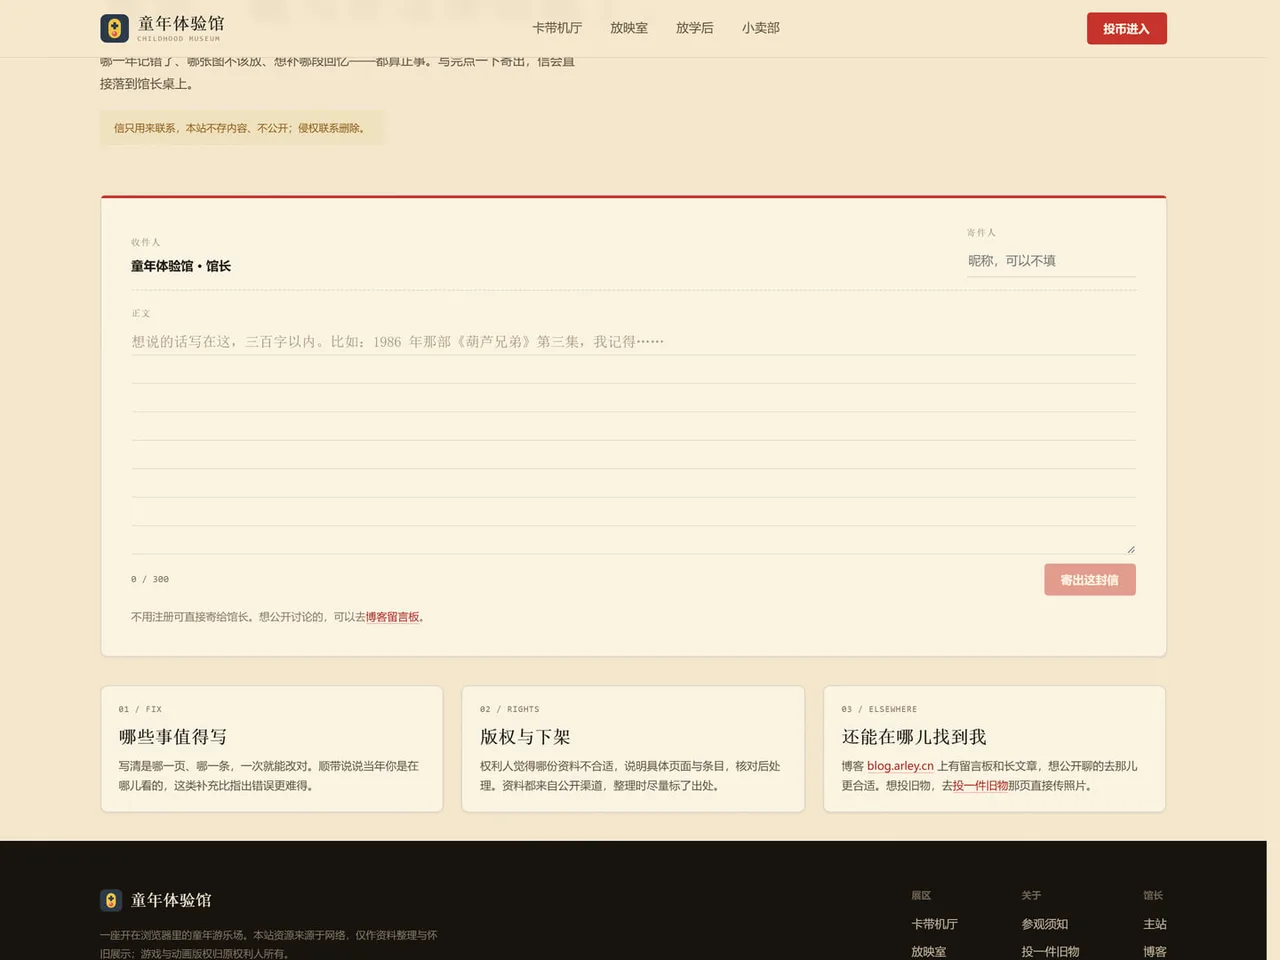 童年体验馆
CHILDHOOD MUSEUM
卡带机厅
放映室
放学后
小卖部
投币进入
哪一年记错了、哪张图不该放、想补哪段回忆——都算正事。写完点一下寄出，信会直
接落到馆长桌上。
信只用来联系，本站不存内容、不公开；侵权联系删除。
收件人
童年体验馆・馆长
寄件人
昵称，可以不填
正文
想说的话写在这，三百字以内。比如：1986 年那部《葫芦兄弟》第三集，我记得……
0 / 300
寄出这封信
不用注册可直接寄给馆长。想公开讨论的，可以去博客留言板。
01 / FIX
哪些事值得写
写清是哪一页、哪一条，一次就能改对。顺带说说当年你是在
哪儿看的，这类补充比指出错误更难得。
02 / RIGHTS
版权与下架
权利人觉得哪份资料不合适，说明具体页面与条目，核对后处
理。资料都来自公开渠道，整理时尽量标了出处。
03 / ELSEWHERE
还能在哪儿找到我
博客 blog.arley.cn 上有留言板和长文章，想公开聊的去那儿
更合适。想投旧物，去投一件旧物那页直接传照片。
童年体验馆
一座开在浏览器里的童年游乐场。本站资源来源于网络，仅作资料整理与怀
旧展示；游戏与动画版权归原权利人所有。
展区
卡带机厅
放映室
关于
参观须知
投一件旧物
馆长
主站
博客